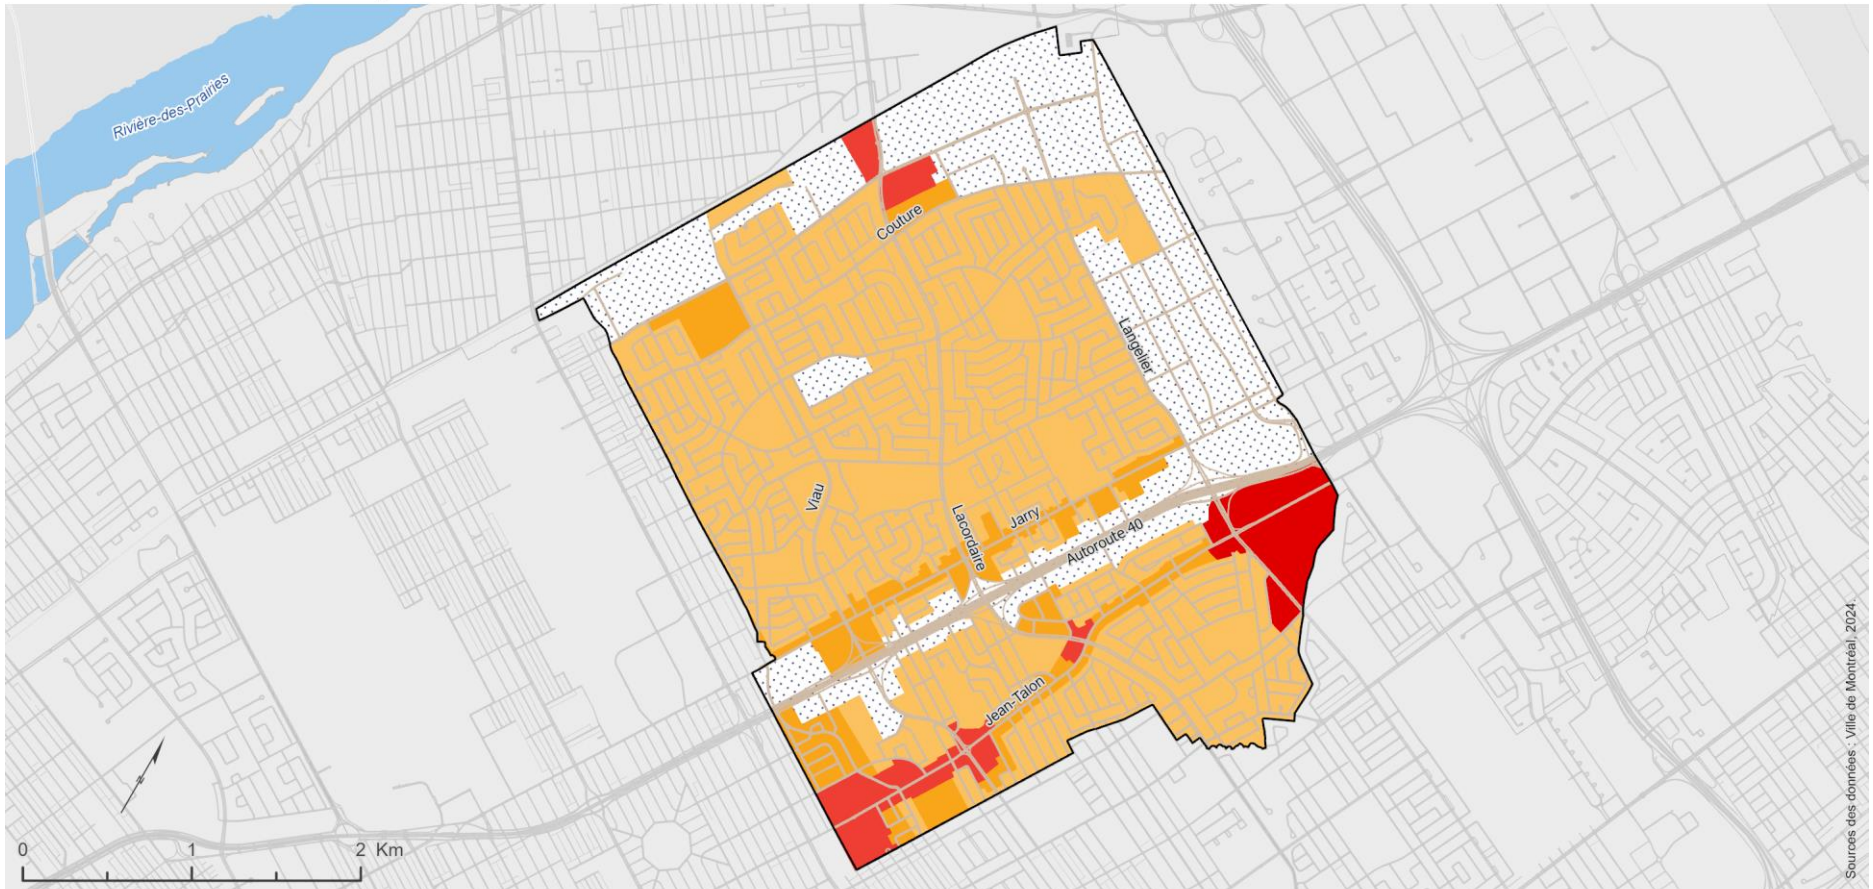 Rivière-des-Prairies
Couture
Langelier
Viau
Lacordaire
Jarry
Autoroute 40
Jean-Talon
N
0 1 2 Km
Sources des données : Ville de Montréal, 2024.